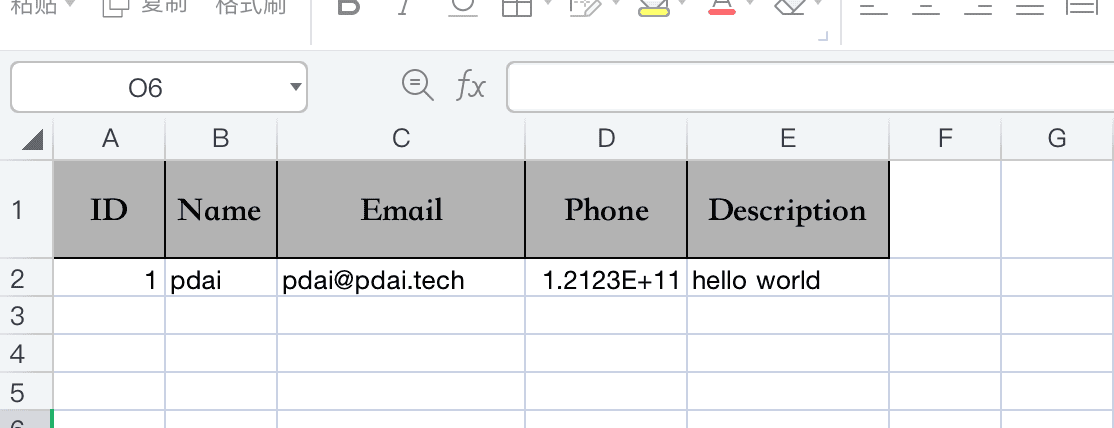 粘贴 复制 格式刷 B I U A
O6 fx
A B C D E F G
1 ID Name Email Phone Description
2 1 pdai pdai@pdai.tech 1.2123E+11 hello world
3
4
5
6